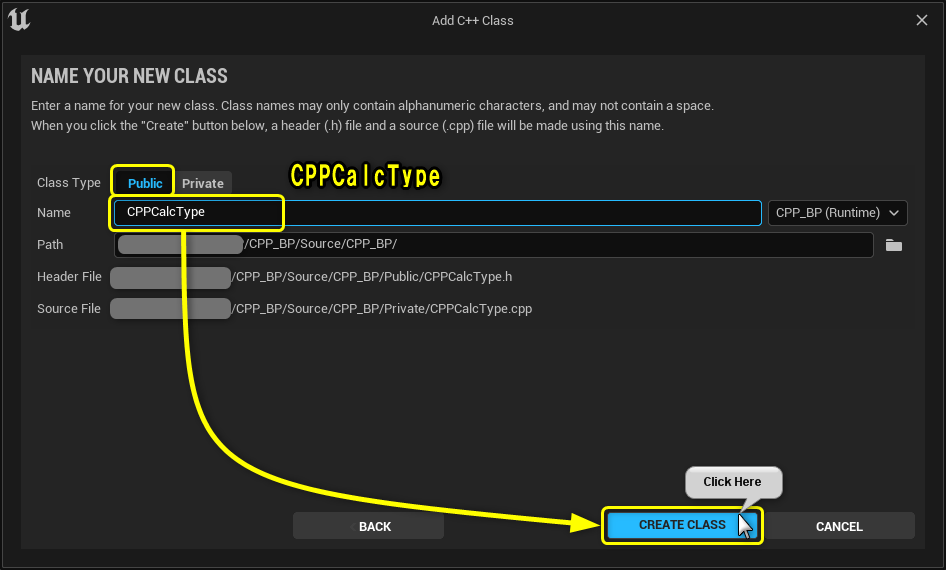 Add C++ Class
NAME YOUR NEW CLASS
Enter a name for your new class. Class names may only contain alphanumeric characters, and may not contain a space.
When you click the "Create" button below, a header (.h) file and a source (.cpp) file will be made using this name.
Class Type Public Private CPPCalcType
Name CPPCalcType CPP_BP (Runtime)
Path /CPP_BP/Source/CPP_BP/
Header File /CPP_BP/Source/CPP_BP/Public/CPPCalcType.h
Source File /CPP_BP/Source/CPP_BP/Private/CPPCalcType.cpp
Click Here
BACK CREATE CLASS CANCEL